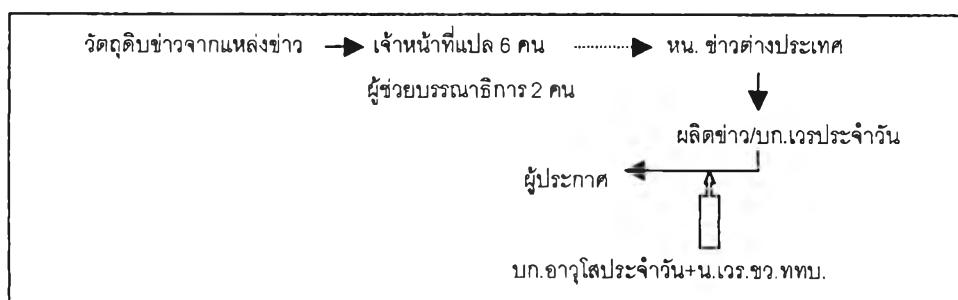 วัตถุดิบข่าวจากแหล่งข่าว เจ้าหน้าที่แปล 6 คน หน. ข่าวต่างประเทศ
ผู้ช่วยบรรณาธิการ 2 คน
ผลิตข่าว/บก.เวรประจำวัน
ผู้ประกาศ
บก.อาวุโสประจำวัน+น.เวร.ขว.ททบ.